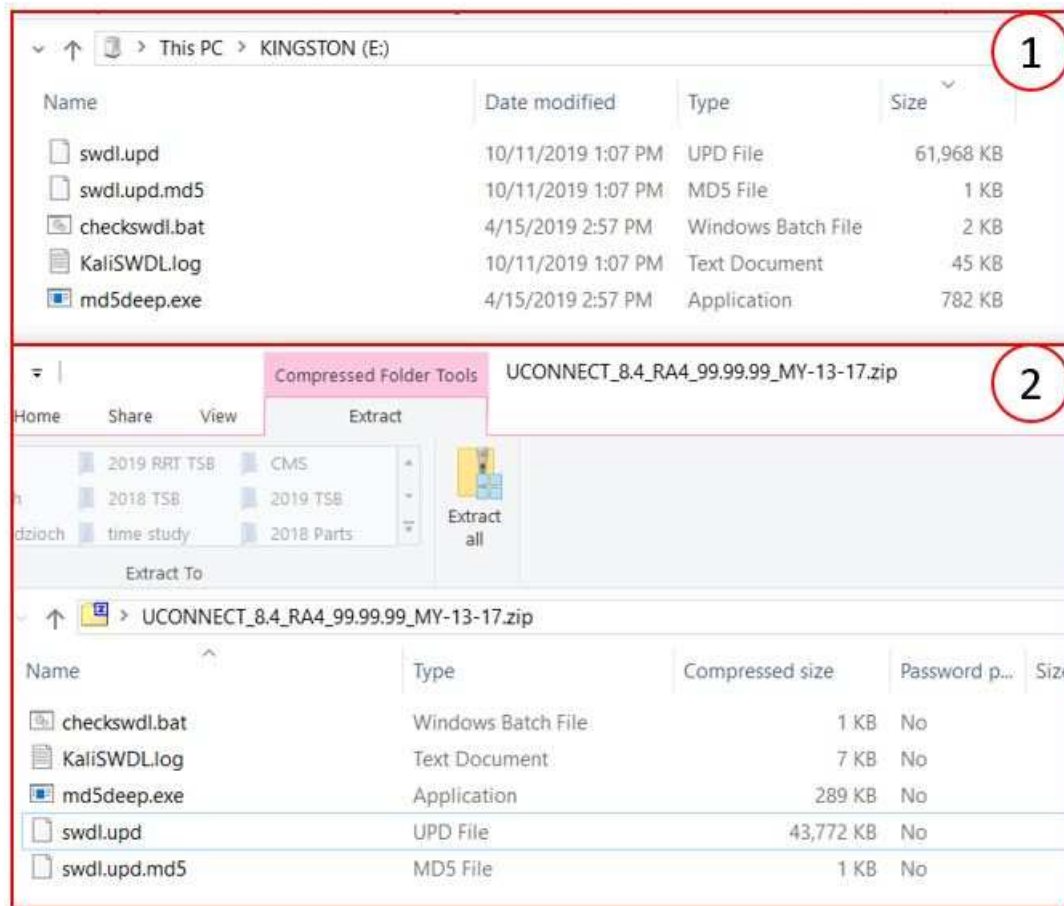 1
> This PC > KINGSTON (E:)
Name Date modified Type Size
swdl.upd 10/11/2019 1:07 PM UPD File 61,968 KB
swdl.upd.md5 10/11/2019 1:07 PM MD5 File 1 KB
checkswdl.bat 4/15/2019 2:57 PM Windows Batch File 2 KB
KaliSWDL.log 10/11/2019 1:07 PM Text Document 45 KB
md5deep.exe 4/15/2019 2:57 PM Application 782 KB
2
Compressed Folder Tools UCONNECT_8.4_RA4_99.99.99_MY-13-17.zip
Home Share View Extract
2019 RRT TSB CMS
h 2018 TSB 2019 TSB
dzioch time study 2018 Parts
Extract all
Extract To
> UCONNECT_8.4_RA4_99.99.99_MY-13-17.zip
Name Type Compressed size Password p... Size
checkswdl.bat Windows Batch File 1 KB No
KaliSWDL.log Text Document 7 KB No
md5deep.exe Application 289 KB No
swdl.upd UPD File 43,772 KB No
swdl.upd.md5 MD5 File 1 KB No